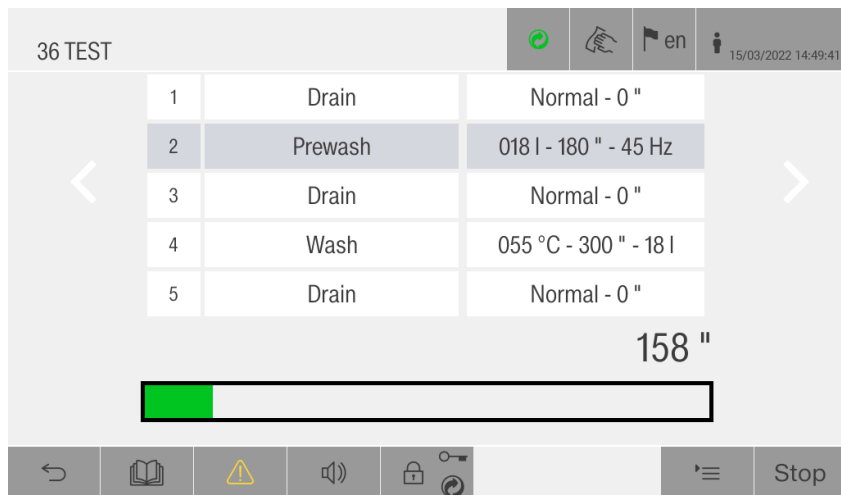 36 TEST
en
15/03/2022 14:49:41
1 Drain Normal - 0 "
2 Prewash 018 l - 180 " - 45 Hz
3 Drain Normal - 0 "
4 Wash 055 °C - 300 " - 18 l
5 Drain Normal - 0 "
158 "
Stop